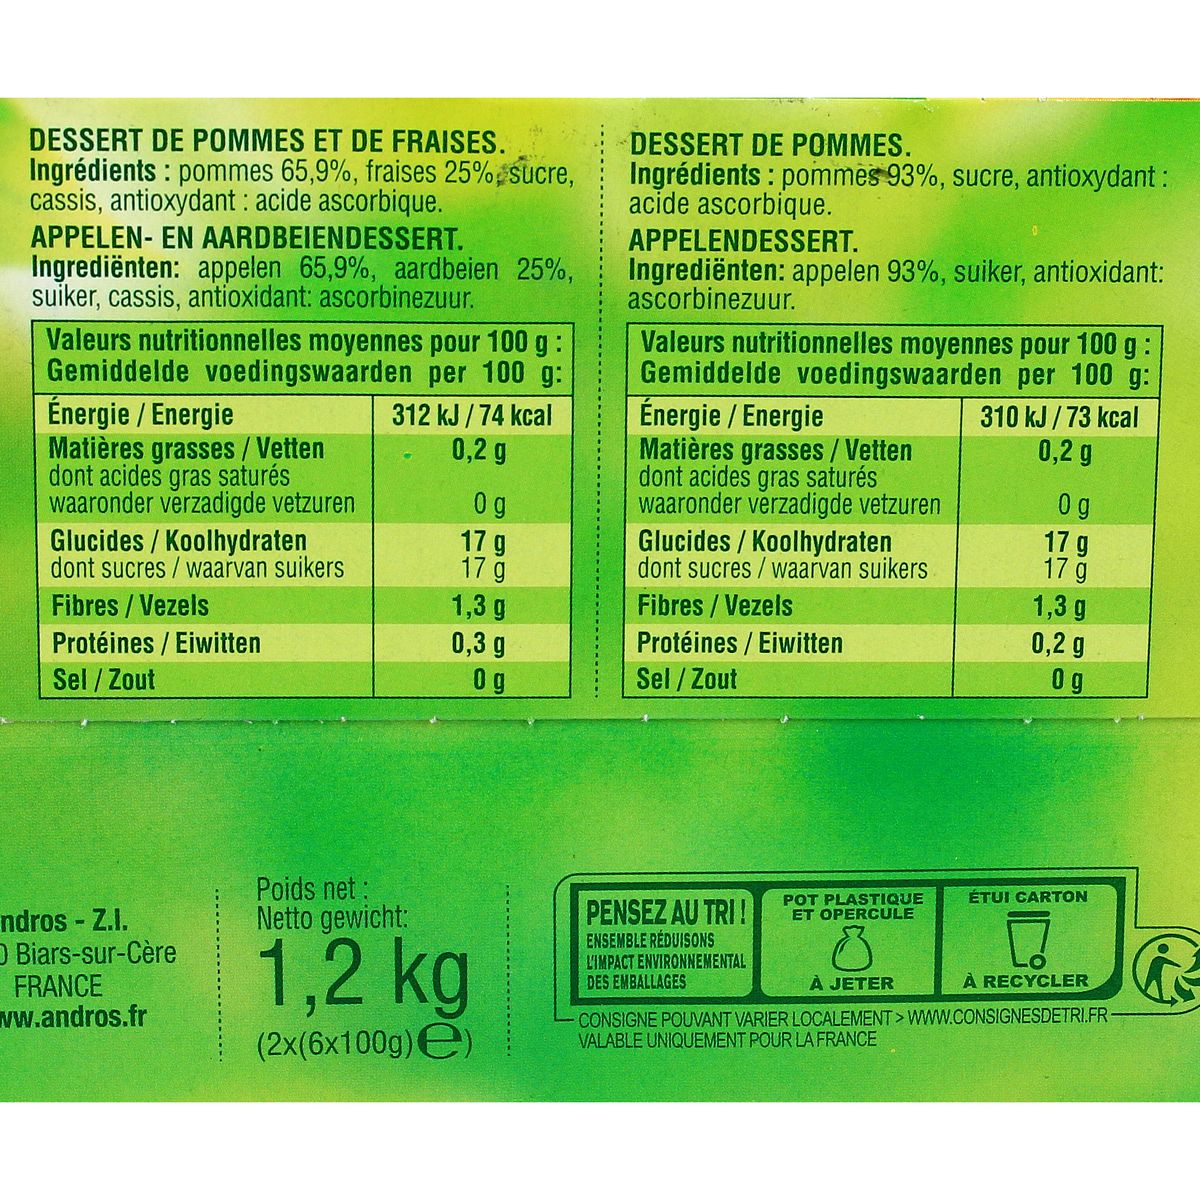 DESSERT DE POMMES ET DE FRAISES.
Ingrédients : pommes 65,9%, fraises 25%, sucre,
cassis, antioxydant : acide ascorbique.
APPELEN- EN AARDBEIENDESSERT.
Ingrediënten: appelen 65,9%, aardbeien 25%,
suiker, cassis, antioxidant: ascorbinezuur.
Valeurs nutritionnelles moyennes pour 100 g :
Gemiddelde voedingswaarden per 100 g:
Énergie / Energie 312 kJ / 74 kcal
Matières grasses / Vetten 0,2 g
dont acides gras saturés
waaronder verzadigde vetzuren 0 g
Glucides / Koolhydraten 17 g
dont sucres / waarvan suikers 17 g
Fibres / Vezels 1,3 g
Protéines / Eiwitten 0,3 g
Sel / Zout 0 g
DESSERT DE POMMES.
Ingrédients : pommes 93%, sucre, antioxydant :
acide ascorbique.
APPELENDESSERT.
Ingrediënten: appelen 93%, suiker, antioxidant:
ascorbinezuur.
Valeurs nutritionnelles moyennes pour 100 g :
Gemiddelde voedingswaarden per 100 g:
Énergie / Energie 310 kJ / 73 kcal
Matières grasses / Vetten 0,2 g
dont acides gras saturés
waaronder verzadigde vetzuren 0 g
Glucides / Koolhydraten 17 g
dont sucres / waarvan suikers 17 g
Fibres / Vezels 1,3 g
Protéines / Eiwitten 0,2 g
Sel / Zout 0 g
ndros - Z.I.
0 Biars-sur-Cère
FRANCE
ww.andros.fr
Poids net :
Netto gewicht:
1,2 kg
(2x(6x100g)℮)
PENSEZ AU TRI !
ENSEMBLE RÉDUISONS
L'IMPACT ENVIRONNEMENTAL
DES EMBALLAGES
POT PLASTIQUE
ET OPERCULE
À JETER
ÉTUI CARTON
À RECYCLER
CONSIGNE POUVANT VARIER LOCALEMENT > WWW.CONSIGNESDETRI.FR
VALABLE UNIQUEMENT POUR LA FRANCE